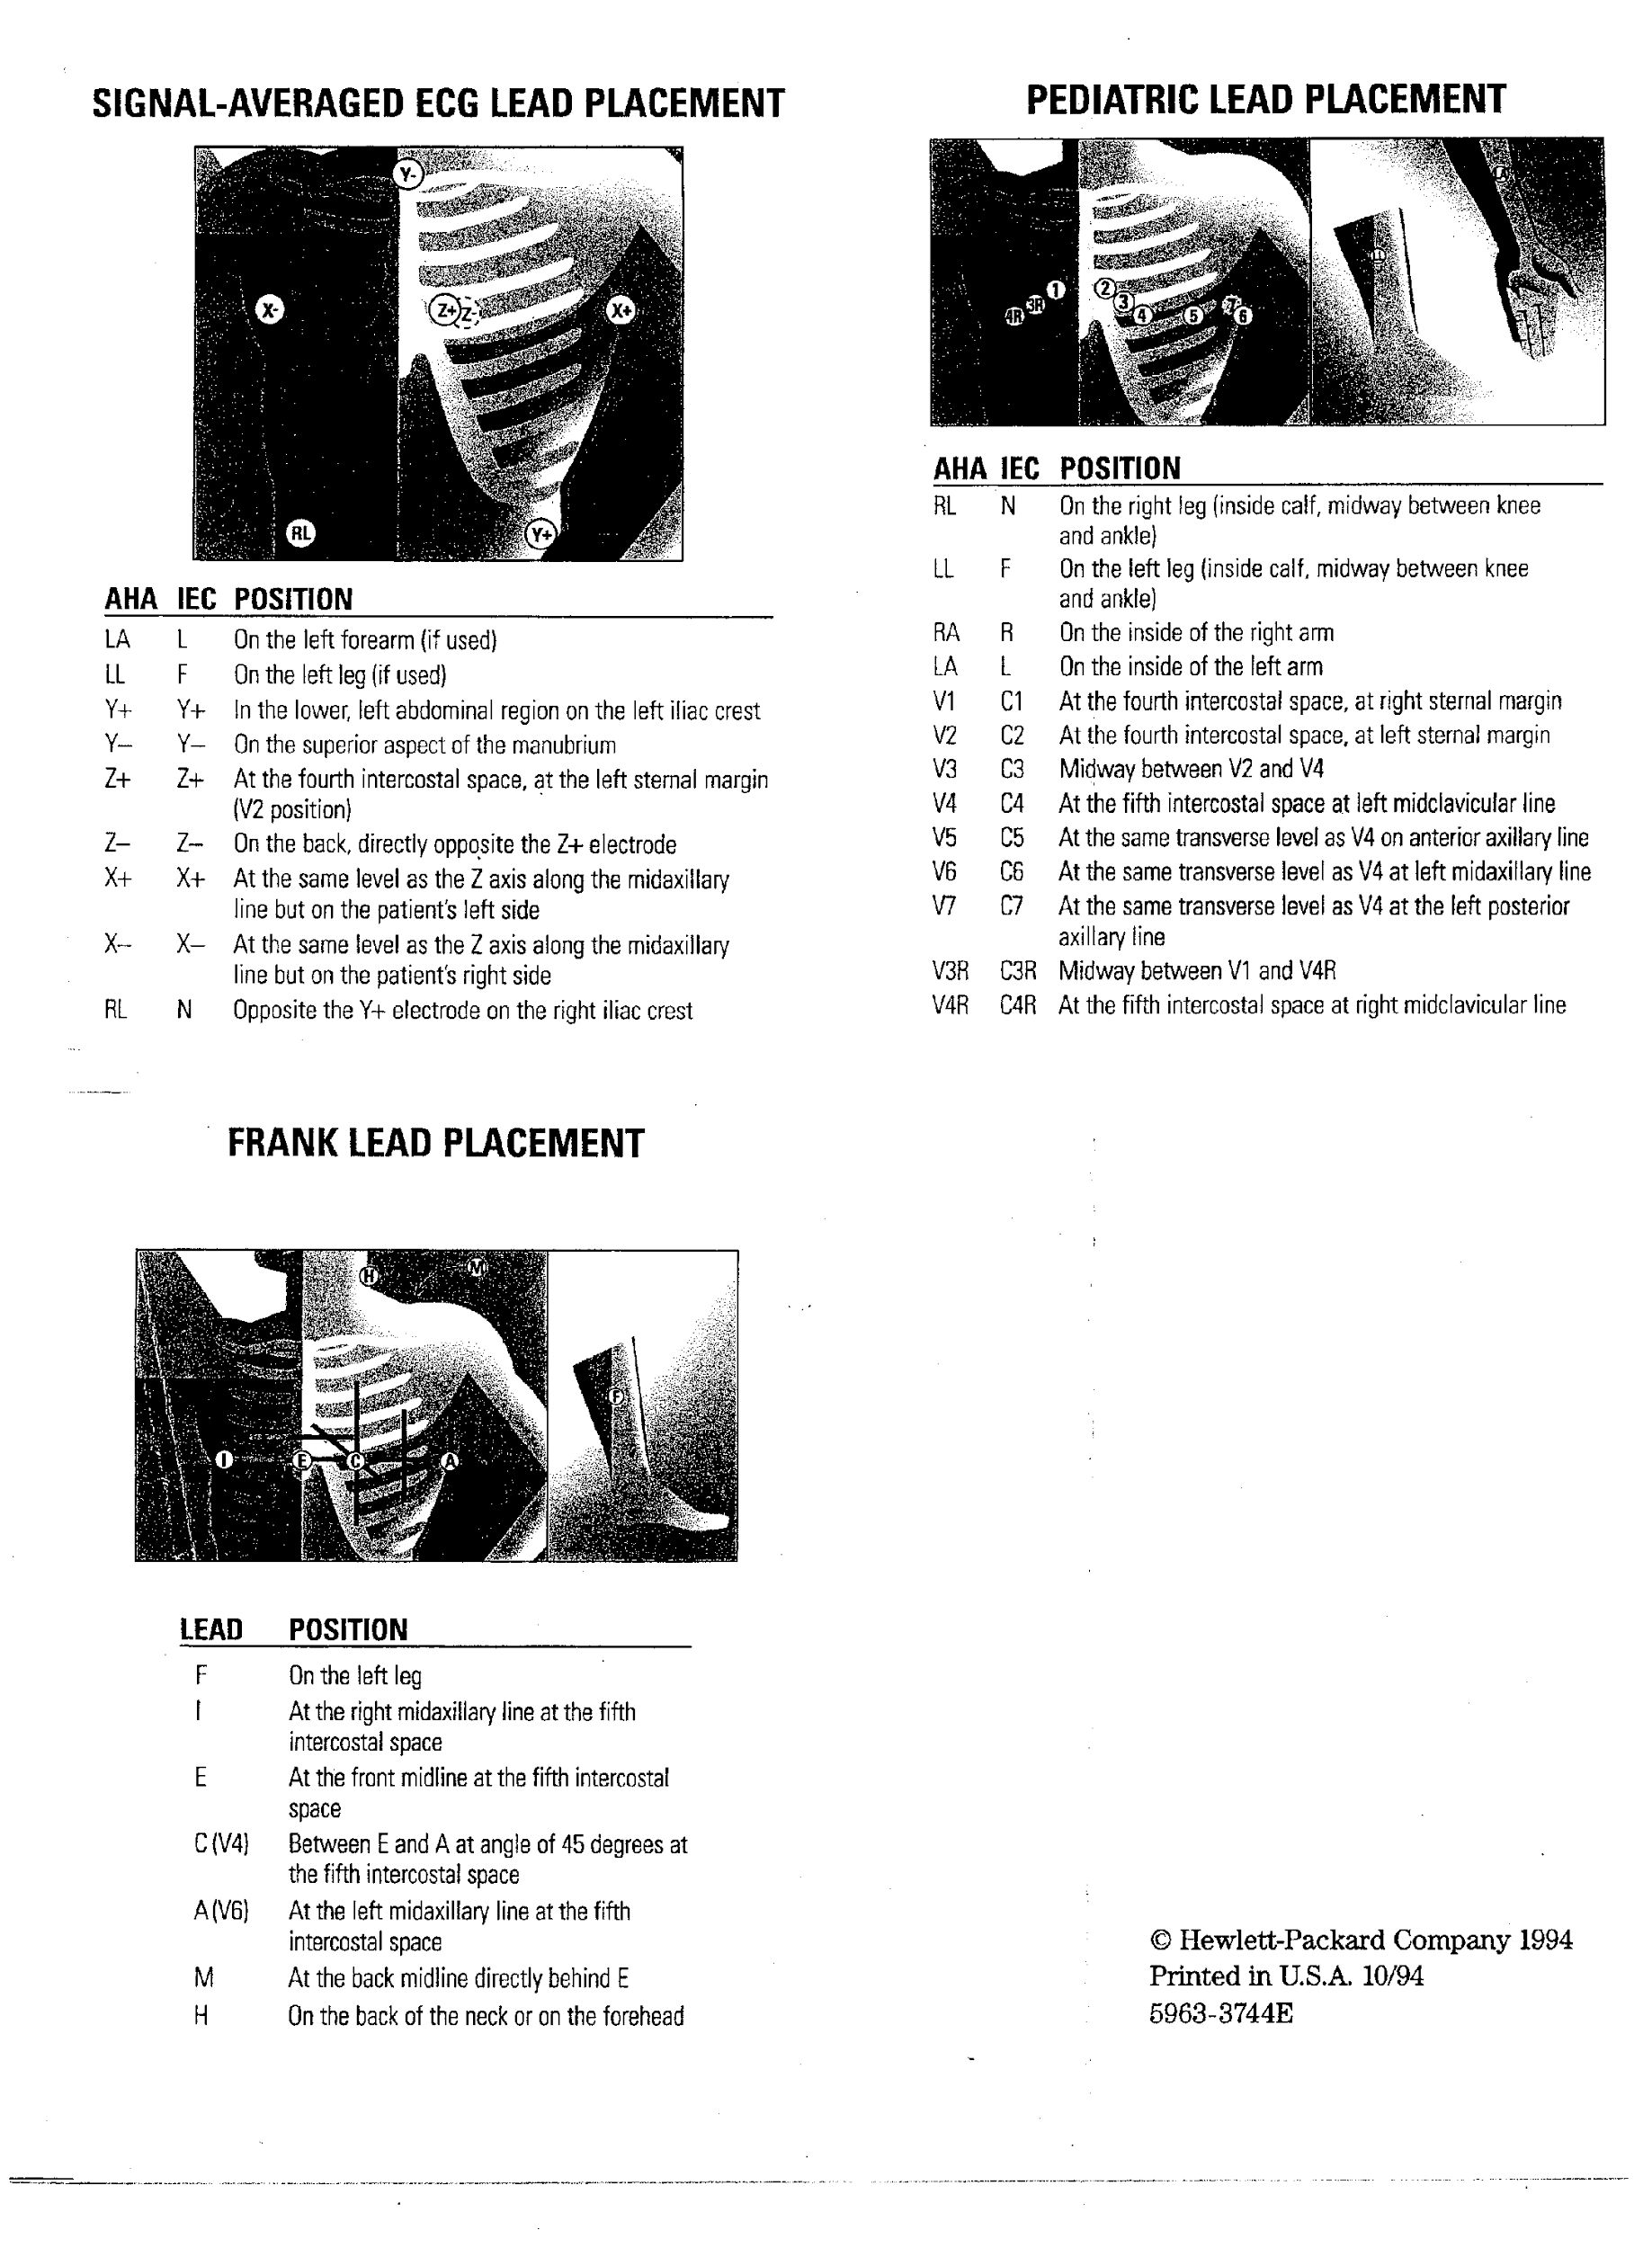 SIGNAL-AVERAGED ECG LEAD PLACEMENT
Y-
X-
Z+
Z-
X+
RL
Y+
AHA IEC POSITION
LA L On the left forearm (if used)
LL F On the left leg (if used)
Y+ Y+ In the lower, left abdominal region on the left iliac crest
Y– Y– On the superior aspect of the manubrium
Z+ Z+ At the fourth intercostal space, at the left sternal margin
(V2 position)
Z– Z– On the back, directly opposite the Z+ electrode
X+ X+ At the same level as the Z axis along the midaxillary
line but on the patient's left side
X– X– At the same level as the Z axis along the midaxillary
line but on the patient's right side
RL N Opposite the Y+ electrode on the right iliac crest
PEDIATRIC LEAD PLACEMENT
LA
LL
1
2
3R
3
4R
4
5
7
6
AHA IEC POSITION
RL N On the right leg (inside calf, midway between knee
and ankle)
LL F On the left leg (inside calf, midway between knee
and ankle)
RA R On the inside of the right arm
LA L On the inside of the left arm
V1 C1 At the fourth intercostal space, at right sternal margin
V2 C2 At the fourth intercostal space, at left sternal margin
V3 C3 Midway between V2 and V4
V4 C4 At the fifth intercostal space at left midclavicular line
V5 C5 At the same transverse level as V4 on anterior axillary line
V6 C6 At the same transverse level as V4 at left midaxillary line
V7 C7 At the same transverse level as V4 at the left posterior
axillary line
V3R C3R Midway between V1 and V4R
V4R C4R At the fifth intercostal space at right midclavicular line
FRANK LEAD PLACEMENT
H
M
F
I
E
C
A
LEAD POSITION
F On the left leg
I At the right midaxillary line at the fifth
intercostal space
E At the front midline at the fifth intercostal
space
C (V4) Between E and A at angle of 45 degrees at
the fifth intercostal space
A (V6) At the left midaxillary line at the fifth
intercostal space
M At the back midline directly behind E
H On the back of the neck or on the forehead
© Hewlett-Packard Company 1994
Printed in U.S.A. 10/94
5963-3744E